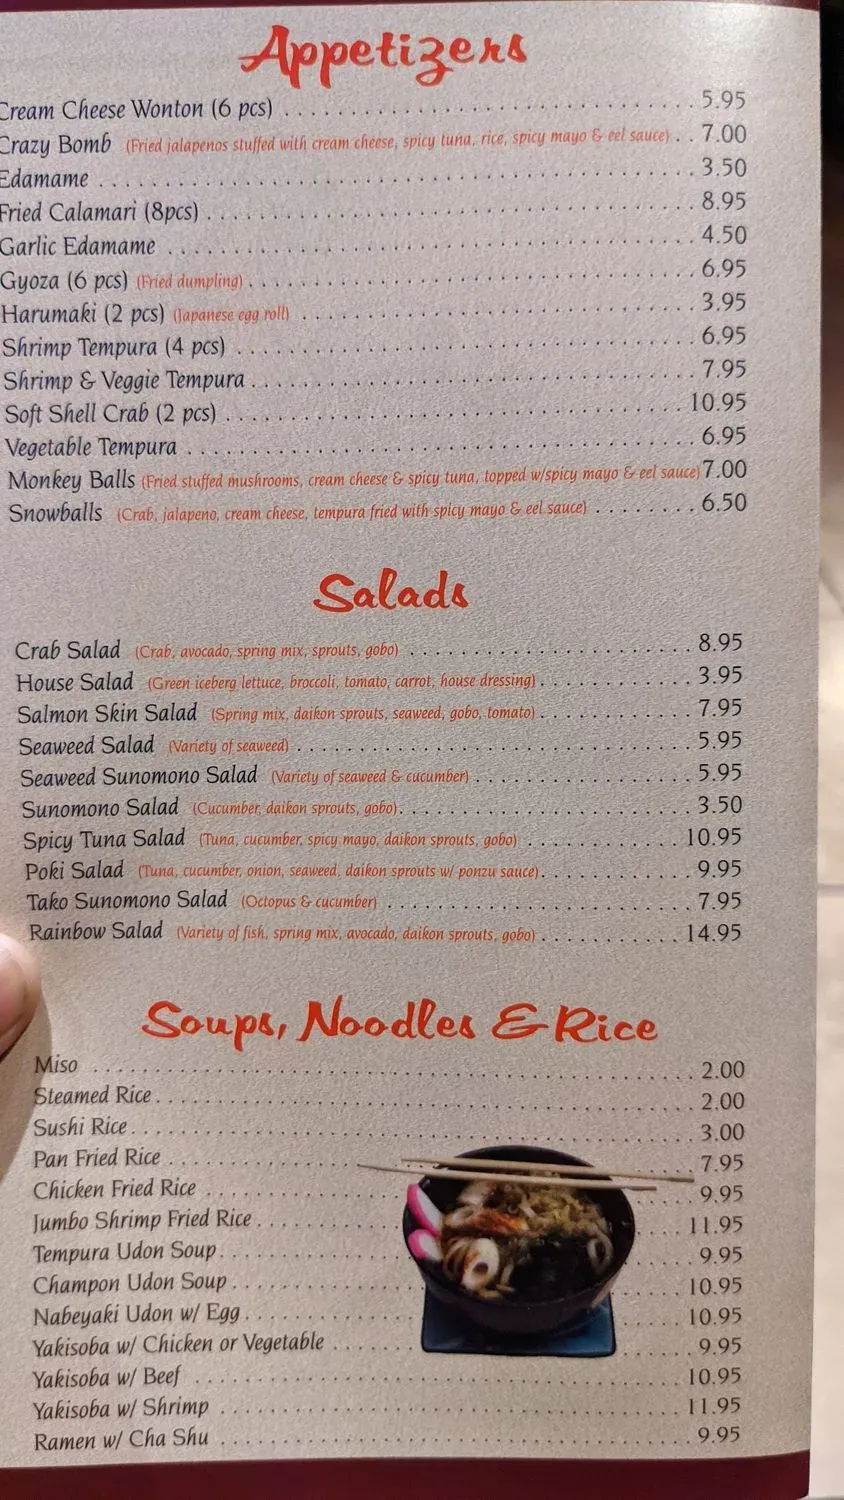 Appetizers
Cream Cheese Wonton (6 pcs) 5.95
Crazy Bomb (Fried jalapenos stuffed with cream cheese, spicy tuna, rice, spicy mayo & eel sauce) 7.00
Edamame 3.50
Fried Calamari (8pcs) 8.95
Garlic Edamame 4.50
Gyoza (6 pcs) (Fried dumpling) 6.95
Harumaki (2 pcs) (Japanese egg roll) 3.95
Shrimp Tempura (4 pcs) 6.95
Shrimp & Veggie Tempura 7.95
Soft Shell Crab (2 pcs) 10.95
Vegetable Tempura 6.95
Monkey Balls (Fried stuffed mushrooms, cream cheese & spicy tuna, topped w/spicy mayo & eel sauce) 7.00
Snowballs (Crab, jalapeno, cream cheese, tempura fried with spicy mayo & eel sauce) 6.50
Salads
Crab Salad (Crab, avocado, spring mix, sprouts, gobo) 8.95
House Salad (Green iceberg lettuce, broccoli, tomato, carrot, house dressing) 3.95
Salmon Skin Salad (Spring mix, daikon sprouts, seaweed, gobo, tomato) 7.95
Seaweed Salad (Variety of seaweed) 5.95
Seaweed Sunomono Salad (Variety of seaweed & cucumber) 5.95
Sunomono Salad (Cucumber, daikon sprouts, gobo) 3.50
Spicy Tuna Salad (Tuna, cucumber, spicy mayo, daikon sprouts, gobo) 10.95
Poki Salad (Tuna, cucumber, onion, seaweed, daikon sprouts w/ ponzu sauce) 9.95
Tako Sunomono Salad (Octopus & cucumber) 7.95
Rainbow Salad (Variety of fish, spring mix, avocado, daikon sprouts, gobo) 14.95
Soups, Noodles & Rice
Miso 2.00
Steamed Rice 2.00
Sushi Rice 3.00
Pan Fried Rice 7.95
Chicken Fried Rice 9.95
Jumbo Shrimp Fried Rice 11.95
Tempura Udon Soup 9.95
Champon Udon Soup 10.95
Nabeyaki Udon w/ Egg 10.95
Yakisoba w/ Chicken or Vegetable 9.95
Yakisoba w/ Beef 10.95
Yakisoba w/ Shrimp 11.95
Ramen w/ Cha Shu 9.95